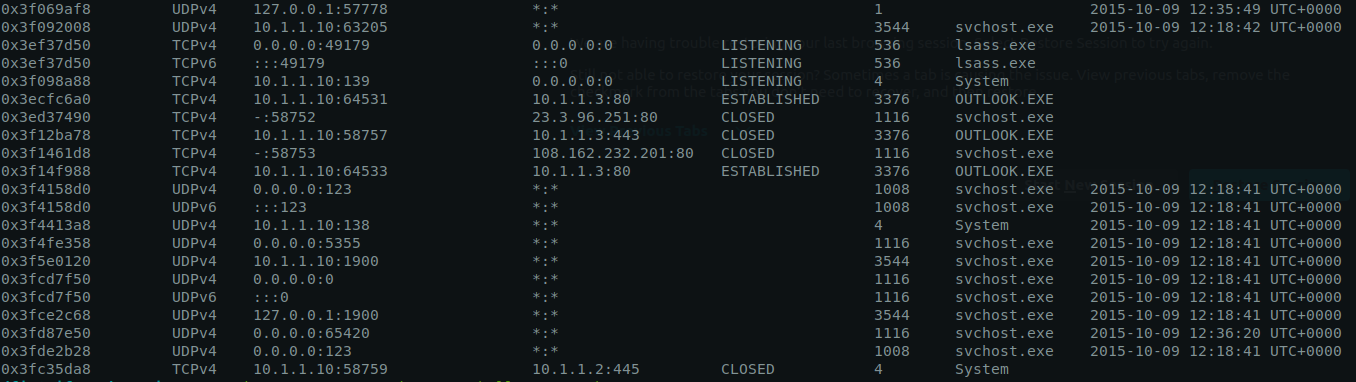 0x3f069af8 UDPv4 127.0.0.1:57778 *:* 1 2015-10-09 12:35:49 UTC+0000
0x3f092008 UDPv4 10.1.1.10:63205 *:* 3544 svchost.exe 2015-10-09 12:18:42 UTC+0000
0x3ef37d50 TCPv4 0.0.0.0:49179 0.0.0.0:0 LISTENING 536 lsass.exe
0x3ef37d50 TCPv6 :::49179 :::0 LISTENING 536 lsass.exe
0x3f098a88 TCPv4 10.1.1.10:139 0.0.0.0:0 LISTENING 4 System
0x3ecfc6a0 TCPv4 10.1.1.10:64531 10.1.1.3:80 ESTABLISHED 3376 OUTLOOK.EXE
0x3ed37490 TCPv4 -:58752 23.3.96.251:80 CLOSED 1116 svchost.exe
0x3f12ba78 TCPv4 10.1.1.10:58757 10.1.1.3:443 CLOSED 3376 OUTLOOK.EXE
0x3f1461d8 TCPv4 -:58753 108.162.232.201:80 CLOSED 1116 svchost.exe
0x3f14f988 TCPv4 10.1.1.10:64533 10.1.1.3:80 ESTABLISHED 3376 OUTLOOK.EXE
0x3f4158d0 UDPv4 0.0.0.0:123 *:* 1008 svchost.exe 2015-10-09 12:18:41 UTC+0000
0x3f4158d0 UDPv6 :::123 *:* 1008 svchost.exe 2015-10-09 12:18:41 UTC+0000
0x3f4413a8 UDPv4 10.1.1.10:138 *:* 4 System 2015-10-09 12:18:41 UTC+0000
0x3f4fe358 UDPv4 0.0.0.0:5355 *:* 1116 svchost.exe 2015-10-09 12:18:41 UTC+0000
0x3f5e0120 UDPv4 10.1.1.10:1900 *:* 3544 svchost.exe 2015-10-09 12:18:41 UTC+0000
0x3fcd7f50 UDPv4 0.0.0.0:0 *:* 1116 svchost.exe 2015-10-09 12:18:41 UTC+0000
0x3fcd7f50 UDPv6 :::0 *:* 1116 svchost.exe 2015-10-09 12:18:41 UTC+0000
0x3fce2c68 UDPv4 127.0.0.1:1900 *:* 3544 svchost.exe 2015-10-09 12:18:41 UTC+0000
0x3fd87e50 UDPv4 0.0.0.0:65420 *:* 1116 svchost.exe 2015-10-09 12:36:20 UTC+0000
0x3fde2b28 UDPv4 0.0.0.0:123 *:* 1008 svchost.exe 2015-10-09 12:18:41 UTC+0000
0x3fc35da8 TCPv4 10.1.1.10:58759 10.1.1.2:445 CLOSED 4 System